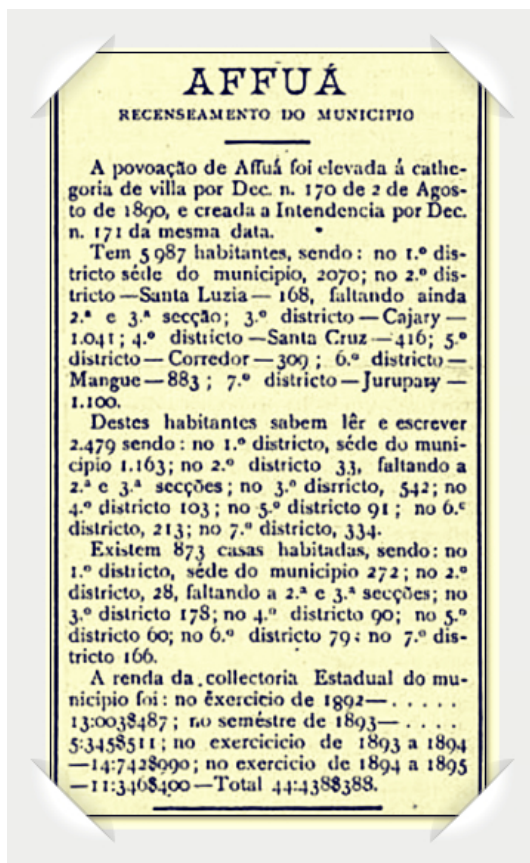 AFFUÁ
RECENSEAMENTO DO MUNICIPIO
A povoação de Affuá foi elevada á cathe-
goria de villa por Dec. n. 170 de 2 de Agos-
to de 1890, e creada a Intendencia por Dec.
n. 171 da mesma data.
Tem 5 987 habitantes, sendo: no 1.º dis-
tricto séde do municipio, 2070; no 2.º dis-
tricto—Santa Luzia— 168, faltando ainda
2.ª e 3.ª secção; 3.º districto—Cajary—
1.041; 4.º districto—Santa Cruz—416; 5.º
districto—Corredor—309; 6.º districto—
Mangue—883; 7.º districto—Jurupary—
1.100.
Destes habitantes sabem lêr e escrever
2.479 sendo: no 1.º districto, séde do muni-
cipio 1.163; no 2.º districto 33, faltando a
2.ª e 3.ª secções; no 3.º disrricto, 542; no
4.º districto 103; no 5.º districto 91; no 6.º
districto, 213; no 7.º districto, 334.
Existem 873 casas habitadas, sendo: no
1.º districto, séde do municipio 272; no 2.º
districto, 28, faltando a 2.ª e 3.ª secções; no
3.º districto 178; no 4.º districto 90; no 5.º
districto 60; no 6.º districto 79: no 7.º dis-
tricto 166.
A renda da collectoria Estadual do mu-
nicipio foi: no exercicio de 1892—.....
13:003$487; no seméstre de 1893—....
5:345$511; no exercicicio de 1893 a 1894
—14:742$990; no exercicio de 1894 a 1895
—11:346$400—Total 44:438$388.